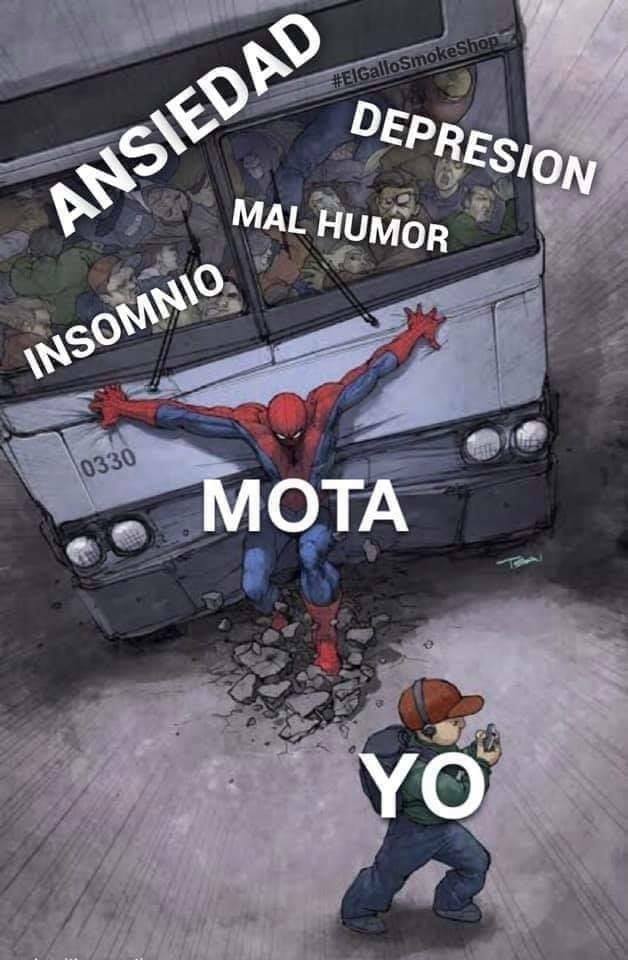 #ElGalloSmokeShop
ANSIEDAD
DEPRESION
MAL HUMOR
INSOMNIO
0330
MOTA
YO